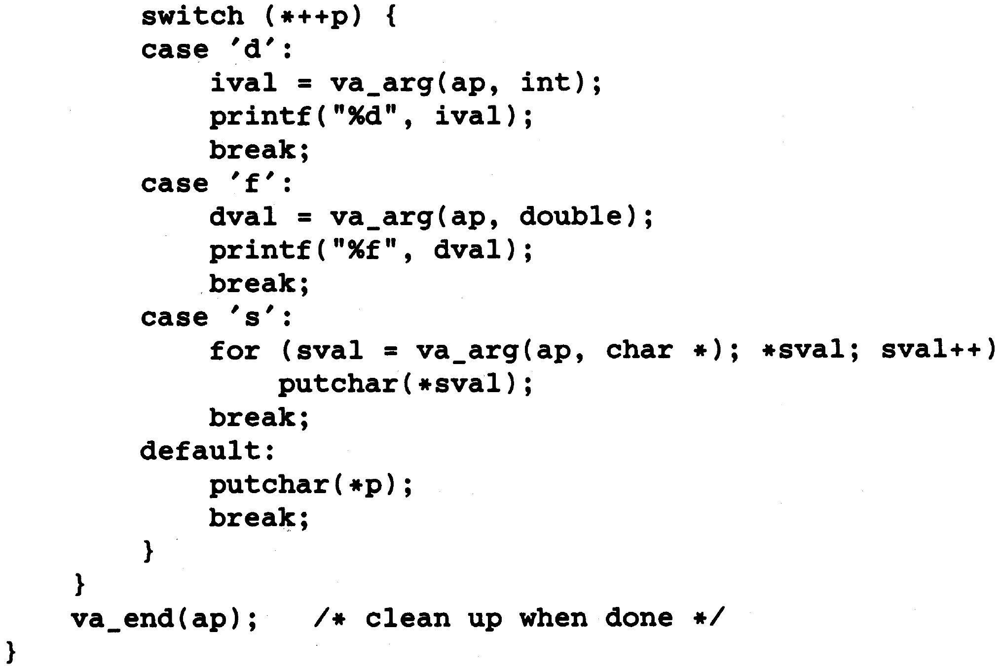 switch (*++p) {
        case 'd':
            ival = va_arg(ap, int);
            printf("%d", ival);
            break;
        case 'f':
            dval = va_arg(ap, double);
            printf("%f", dval);
            break;
        case 's':
            for (sval = va_arg(ap, char *); *sval; sval++)
                putchar(*sval);
            break;
        default:
            putchar(*p);
            break;
        }
    }
    va_end(ap);   /* clean up when done */
}